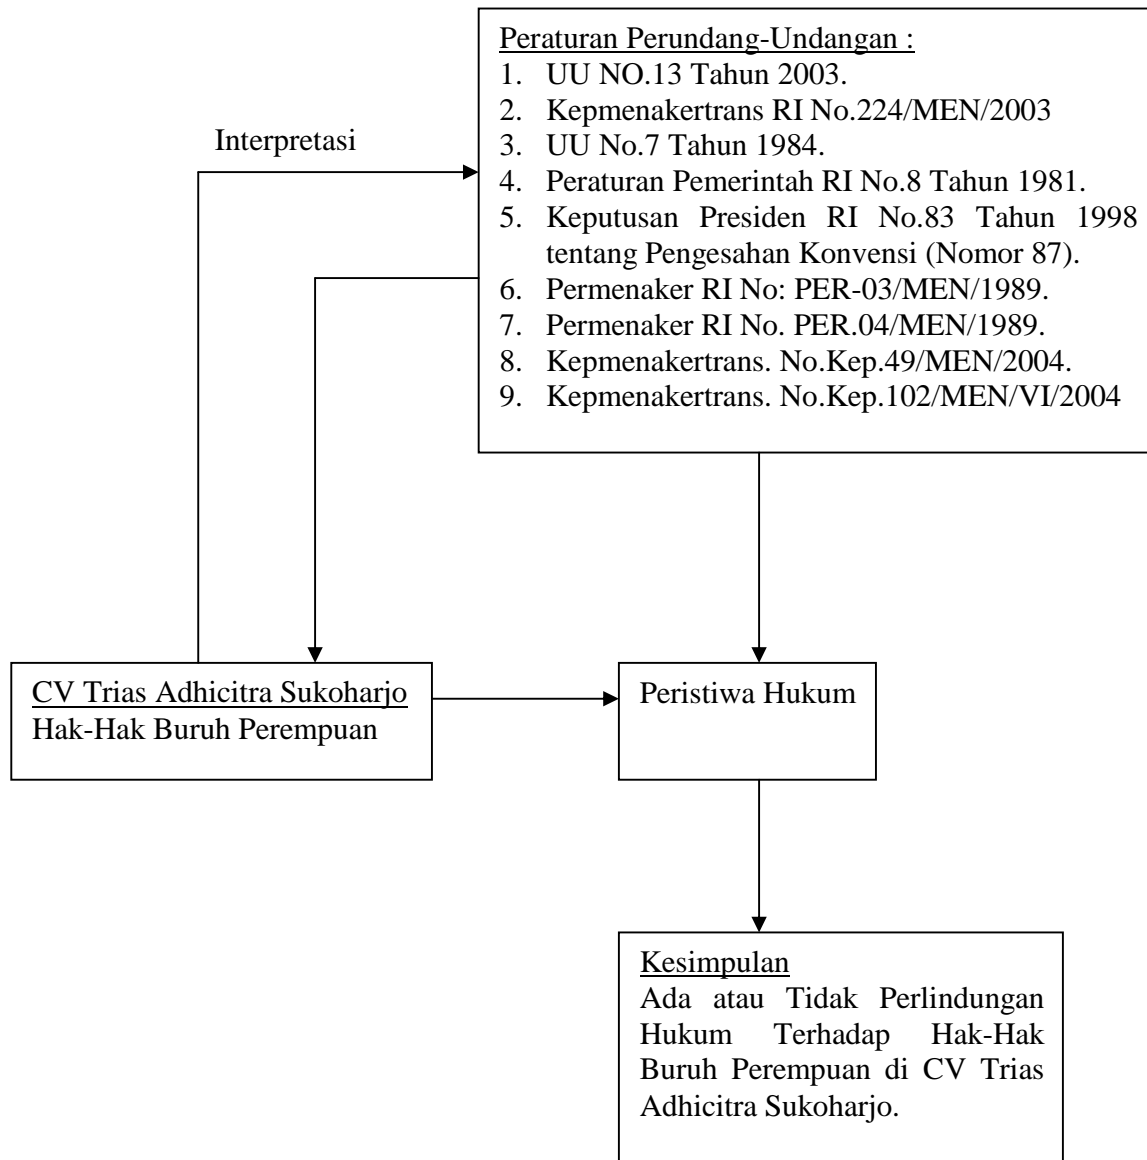 Peraturan Perundang-Undangan :
1. UU NO.13 Tahun 2003.
2. Kepmenakertrans RI No.224/MEN/2003
3. UU No.7 Tahun 1984.
4. Peraturan Pemerintah RI No.8 Tahun 1981.
5. Keputusan Presiden RI No.83 Tahun 1998
tentang Pengesahan Konvensi (Nomor 87).
6. Permenaker RI No: PER-03/MEN/1989.
7. Permenaker RI No. PER.04/MEN/1989.
8. Kepmenakertrans. No.Kep.49/MEN/2004.
9. Kepmenakertrans. No.Kep.102/MEN/VI/2004
Interpretasi
CV Trias Adhicitra Sukoharjo
Hak-Hak Buruh Perempuan
Peristiwa Hukum
Kesimpulan
Ada atau Tidak Perlindungan
Hukum Terhadap Hak-Hak
Buruh Perempuan di CV Trias
Adhicitra Sukoharjo.